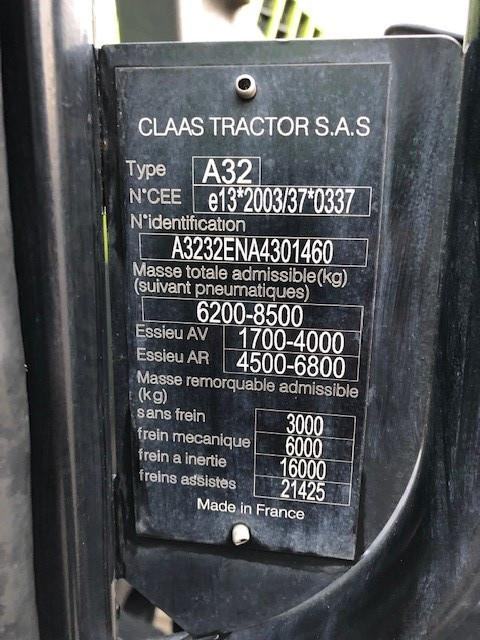 CLAAS TRACTOR S.A.S
Type A32
N°CEE e13*2003/37*0337
N°identification
A3232ENA4301460
Masse totale admissible(kg)
(suivant pneumatiques)
6200-8500
Essieu AV 1700-4000
Essieu AR 4500-6800
Masse remorquable admissible
(kg)
sans frein 3000
frein mecanique 6000
frein a inertie 16000
freins assistes 21425
Made in France